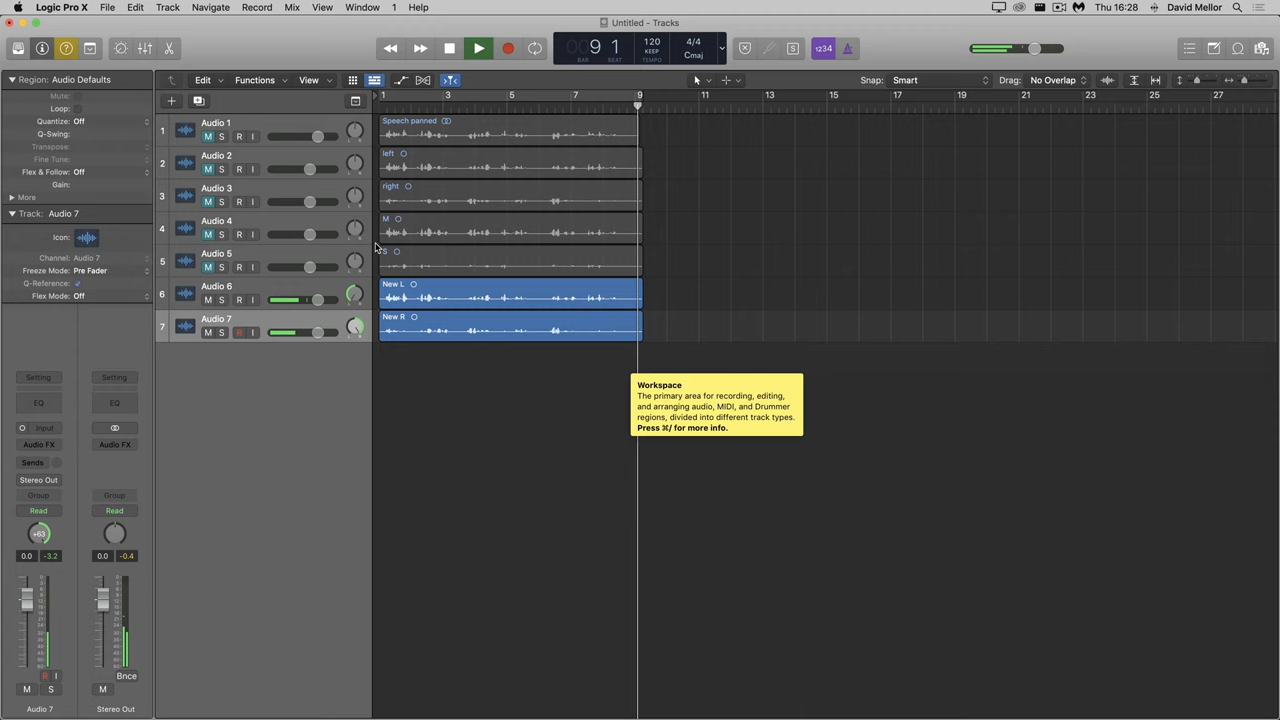 Logic Pro X File Edit Track Navigate Record Mix View Window 1 Help Thu 16:28 David Mellor
Untitled - Tracks
009 1 120 4/4
KEEP Cmaj
BAR BEAT TEMPO
1234
S
Region: Audio Defaults
Mute:
Loop:
Quantize: Off
Q-Swing:
Transpose:
Fine Tune:
Flex & Follow: Off
Gain:
More
Track: Audio 7
Icon:
Channel: Audio 7
Freeze Mode: Pre Fader
Q-Reference:
Flex Mode: Off
Edit Functions View Snap: Smart Drag: No Overlap
1 3 5 7 9 11 13 15 17 19 21 23 25 27
1 Audio 1 M S R I Speech panned
2 Audio 2 M S R I left
3 Audio 3 M S R I right
4 Audio 4 M S R I M
5 Audio 5 M S R I S
6 Audio 6 M S R I New L
7 Audio 7 M S R I New R
Workspace
The primary area for recording, editing,
and arranging audio, MIDI, and Drummer
regions, divided into different track types.
Press ⌘/ for more info.
Setting Setting
EQ EQ
Input
Audio FX Audio FX
Sends
Stereo Out
Group Group
Read Read
+63
0.0 -3.2 0.0 -0.4
R I Bnce
M S M
Audio 7 Stereo Out